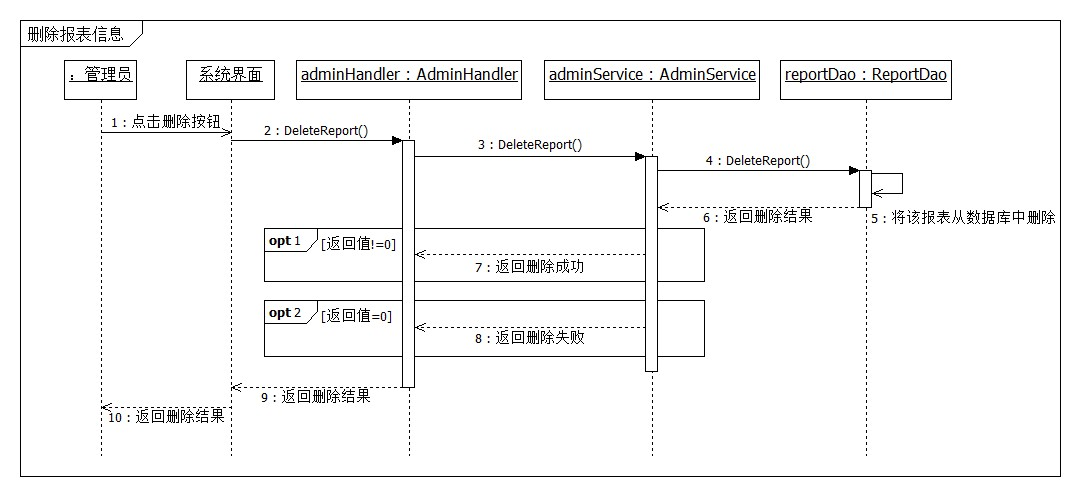 删除报表信息
：管理员
系统界面
adminHandler：AdminHandler
adminService：AdminService
reportDao：ReportDao
1：点击删除按钮
2：DeleteReport()
3：DeleteReport()
4：DeleteReport()
5：将该报表从数据库中删除
6：返回删除结果
opt 1
[返回值!=0]
7：返回删除成功
opt 2
[返回值=0]
8：返回删除失败
9：返回删除结果
10：返回删除结果